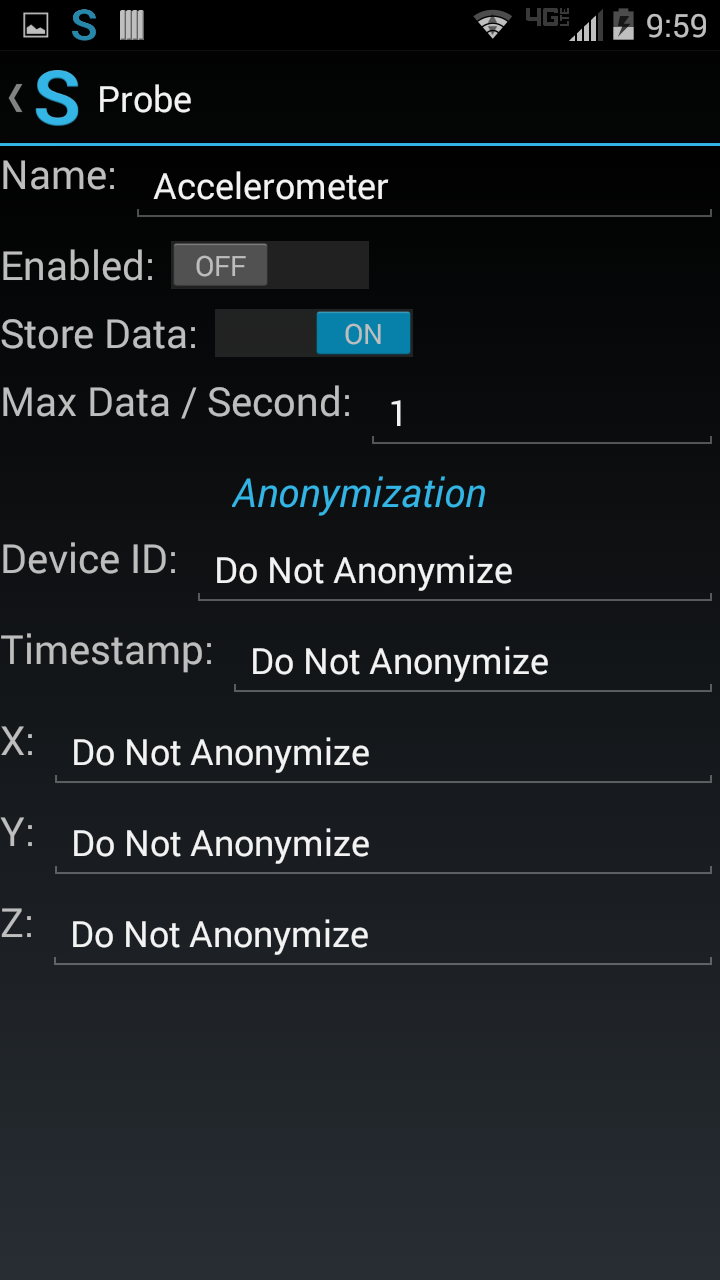 S 4G LTE 9:59
S Probe
Name: Accelerometer
Enabled: OFF
Store Data: ON
Max Data / Second: 1
Anonymization
Device ID: Do Not Anonymize
Timestamp: Do Not Anonymize
X: Do Not Anonymize
Y: Do Not Anonymize
Z: Do Not Anonymize